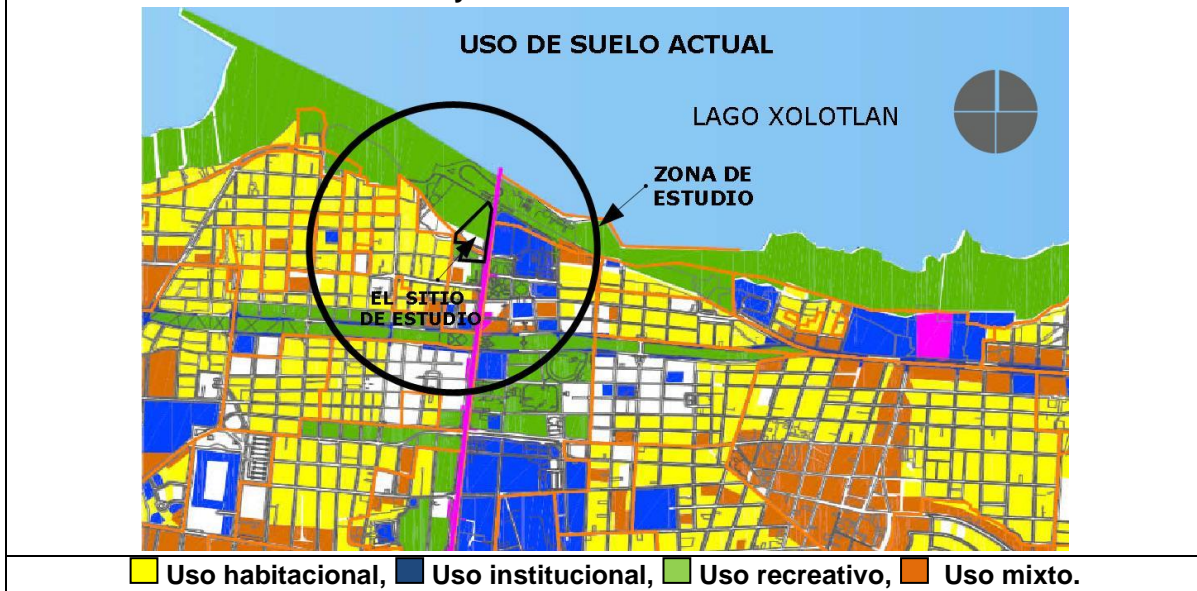 USO DE SUELO ACTUAL
LAGO XOLOTLAN
ZONA DE
ESTUDIO
EL SITIO
DE ESTUDIO
Uso habitacional, Uso institucional, Uso recreativo, Uso mixto.